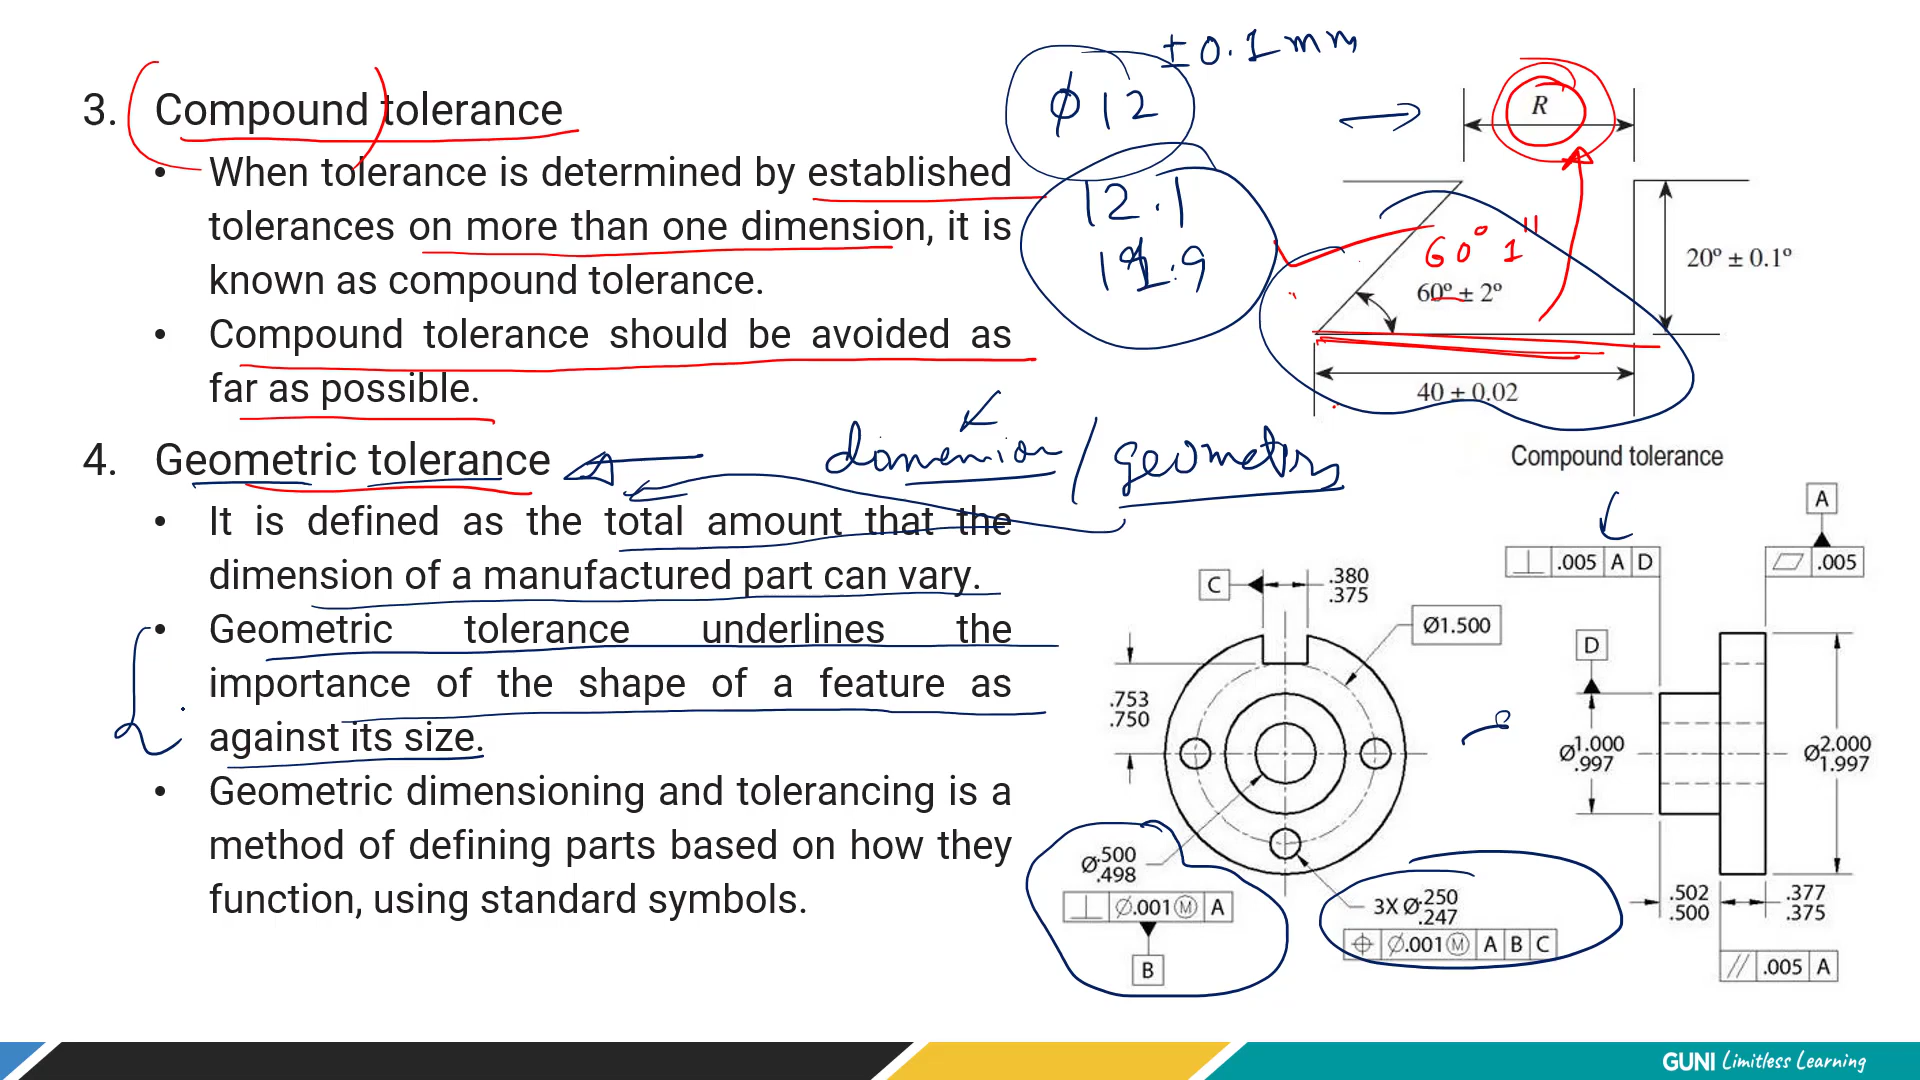 3. Compound tolerance
• When tolerance is determined by established
tolerances on more than one dimension, it is
known as compound tolerance.
• Compound tolerance should be avoided as
far as possible.
4. Geometric tolerance
• It is defined as the total amount that the
dimension of a manufactured part can vary.
• Geometric tolerance underlines the
importance of the shape of a feature as
against its size.
• Geometric dimensioning and tolerancing is a
method of defining parts based on how they
function, using standard symbols.
±0.1mm
ϕ12
12.1
.9
R
60° 1"
60º ± 2º
20º ± 0.1º
40 ± 0.02
Compound tolerance
/ geometry
C
.380
.375
Ø1.500
.753
.750
Ø.500
.498
⊥ Ø.001 Ⓜ A
B
3X Ø.250
.247
⌖ Ø.001 Ⓜ A B C
⊥ .005 A D
A
⏥ .005
D
Ø1.000
.997
Ø2.000
1.997
.502
.500
.377
.375
// .005 A
GUNI Limitless Learning